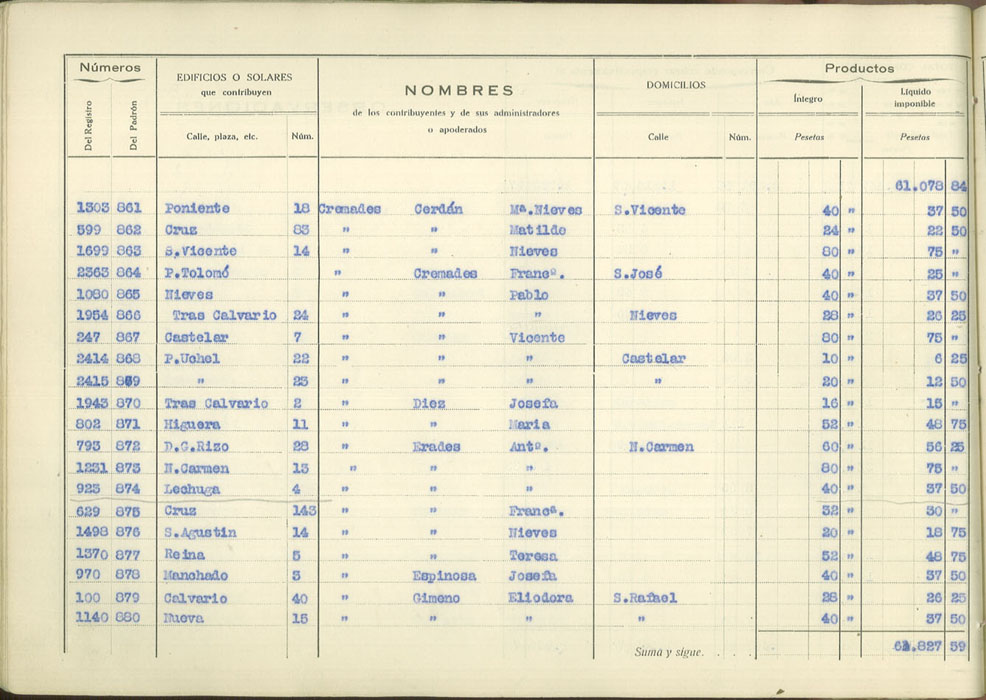 Números EDIFICIOS O SOLARES que contribuyen NOMBRES de los contribuyentes y de sus administradores o apoderados DOMICILIOS Productos
Del Registro Del Padrón Calle, plaza, etc. Núm. Calle Núm. Íntegro Pesetas Líquido imponible Pesetas
61.078 84
1303 861 Poniente 18 Cremades Cerdán Mª.Nieves S.Vicente 40 " 37 50
599 862 Cruz 83 " " Matilde 24 " 22 50
1699 863 S.Vicente 14 " " Nieves 80 " 75 "
2363 864 P.Tolomó " Cremades Francº. S.José 40 " 25 "
1080 865 Nieves " " Pablo 40 " 37 50
1954 866 Tras Calvario 24 " " " Nieves 28 " 26 25
247 867 Castelar 7 " " Vicente 80 " 75 "
2414 868 P.Uchel 22 " " " Castelar 10 " 6 25
2415 869 " 23 " " " " 20 " 12 50
1943 870 Tras Calvario 2 " Diez Josefa 16 " 15 "
802 871 Higuera 11 " " Maria 52 " 48 75
793 872 D.G.Rizo 28 " Erades Antº. N.Carmen 60 " 56 25
1231 873 N.Carmen 13 " " " 80 " 75 "
923 874 Lechuga 4 " " " 40 " 37 50
629 875 Cruz 143 " " Francª. 32 " 30 "
1498 876 S.Agustin 14 " " Nieves 20 " 18 75
1370 877 Reina 5 " " Teresa 52 " 48 75
970 878 Manchado 3 " Espinosa Josefa 40 " 37 50
100 879 Calvario 40 " Gimeno Eliodora S.Rafael 28 " 26 25
1140 880 Nueva 15 " " " " 40 " 37 50
Suma y sigue. . . . 61.827 59